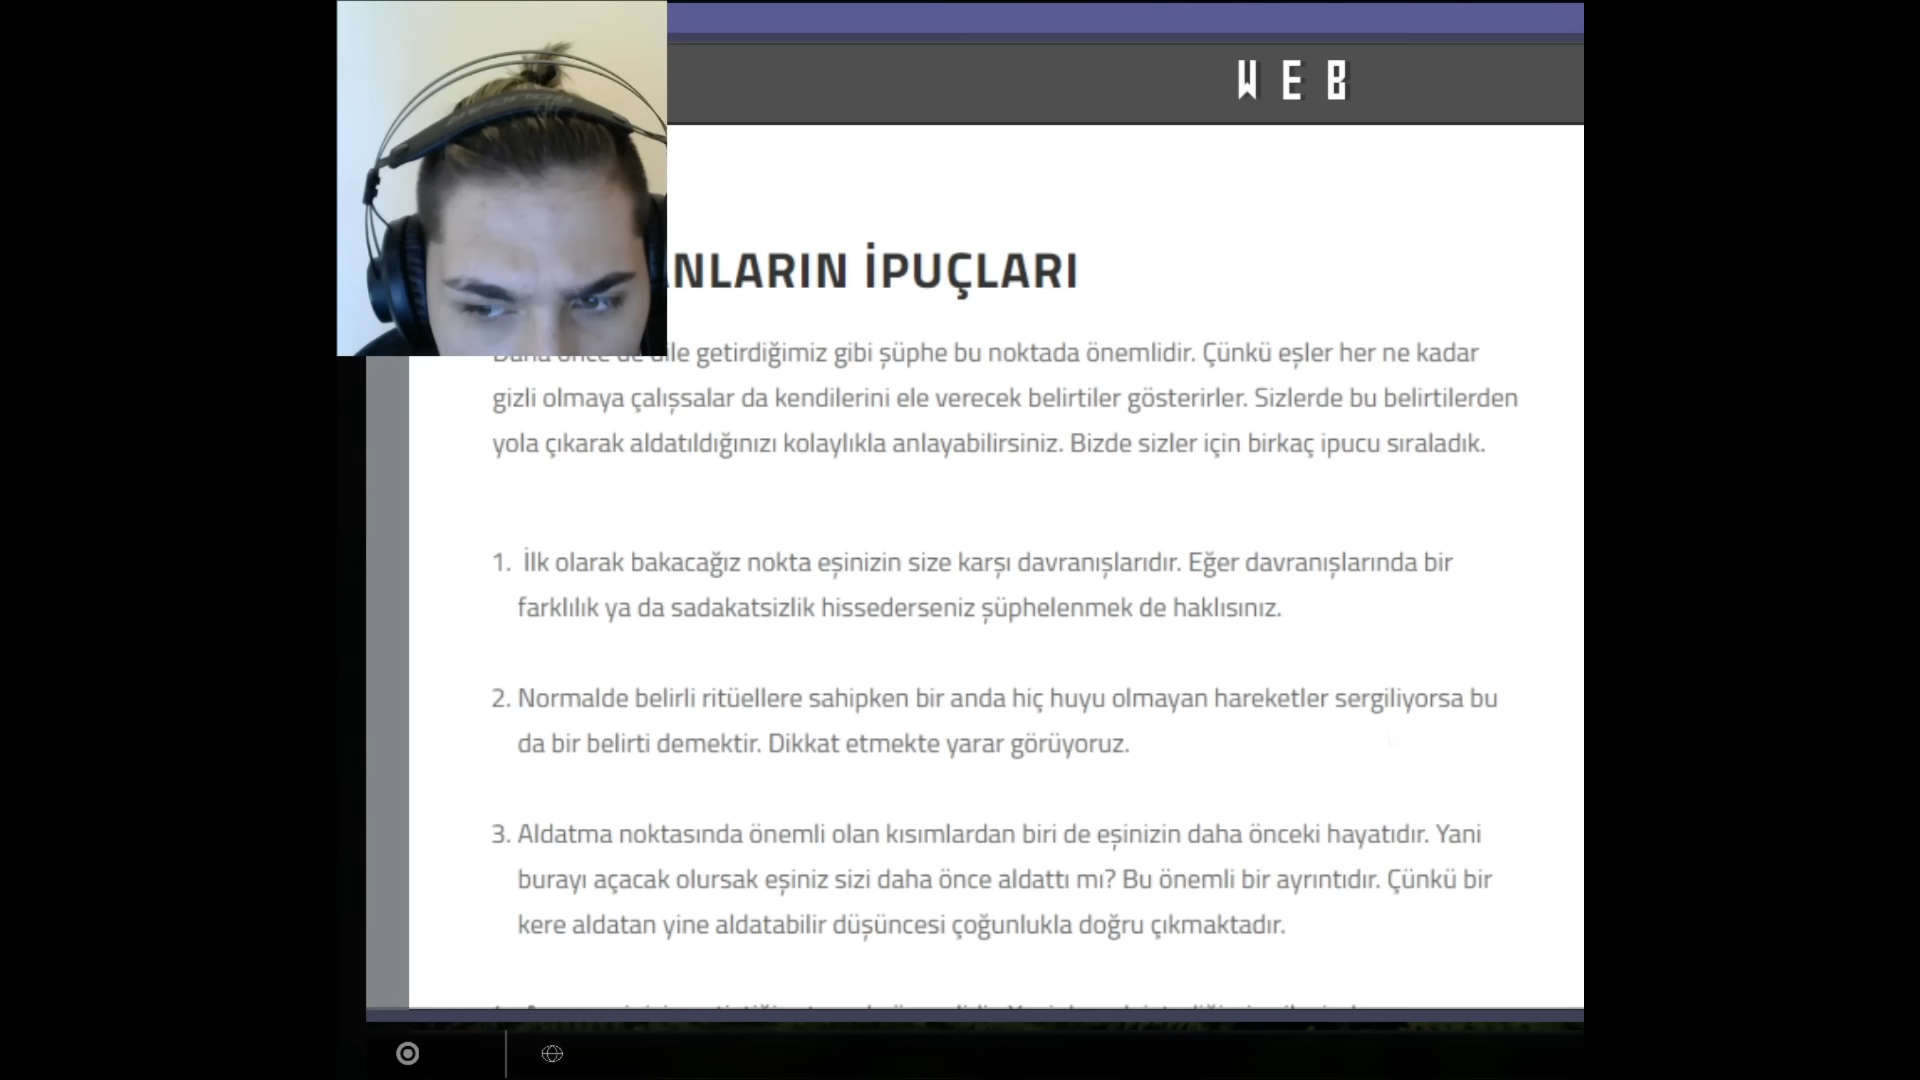 WEB
NLARIN İPUÇLARI
dile getirdiğimiz gibi şüphe bu noktada önemlidir. Çünkü eşler her ne kadar
gizli olmaya çalışsalar da kendilerini ele verecek belirtiler gösterirler. Sizlerde bu belirtilerden
yola çıkarak aldatıldığınızı kolaylıkla anlayabilirsiniz. Bizde sizler için birkaç ipucu sıraladık.
1. İlk olarak bakacağız nokta eşinizin size karşı davranışlarıdır. Eğer davranışlarında bir
farklılık ya da sadakatsizlik hissederseniz şüphelenmek de haklısınız.
2. Normalde belirli ritüellere sahipken bir anda hiç huyu olmayan hareketler sergiliyorsa bu
da bir belirti demektir. Dikkat etmekte yarar görüyoruz.
3. Aldatma noktasında önemli olan kısımlardan biri de eşinizin daha önceki hayatıdır. Yani
burayı açacak olursak eşiniz sizi daha önce aldattı mı? Bu önemli bir ayrıntıdır. Çünkü bir
kere aldatan yine aldatabilir düşüncesi çoğunlukla doğru çıkmaktadır.